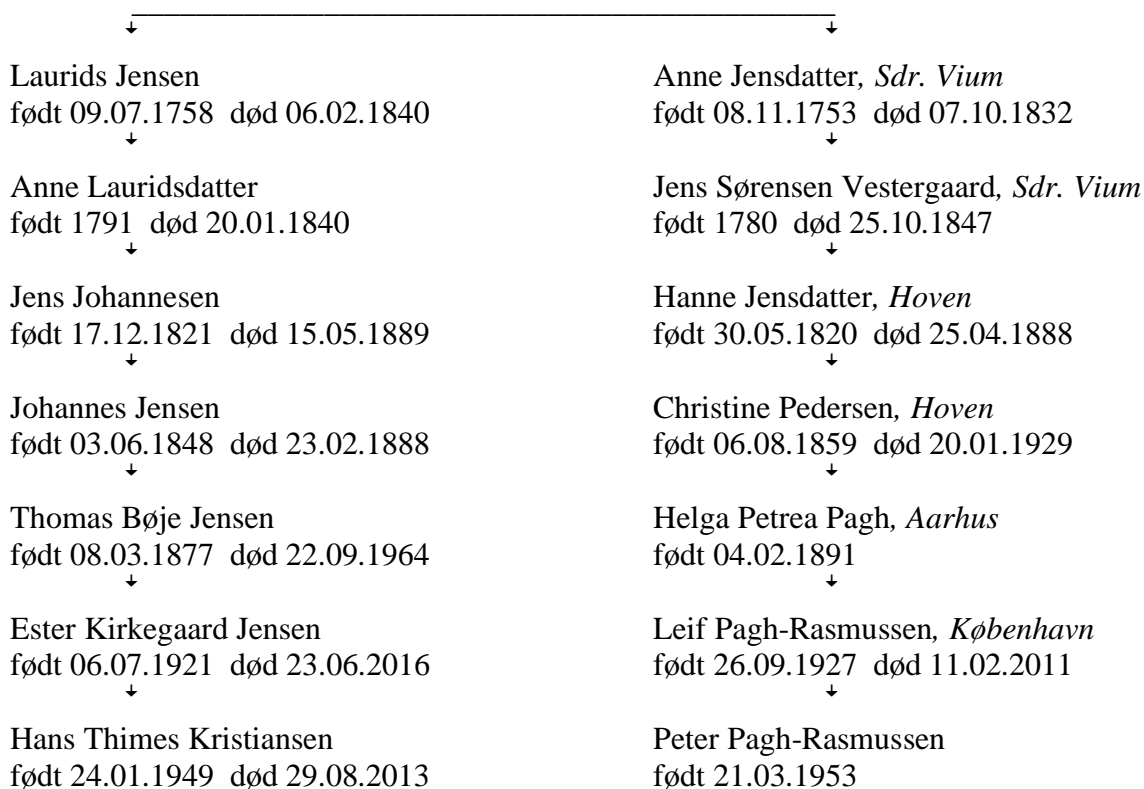 Laurids Jensen
født 09.07.1758 død 06.02.1840
Anne Lauridsdatter
født 1791 død 20.01.1840
Jens Johannesen
født 17.12.1821 død 15.05.1889
Johannes Jensen
født 03.06.1848 død 23.02.1888
Thomas Bøje Jensen
født 08.03.1877 død 22.09.1964
Ester Kirkegaard Jensen
født 06.07.1921 død 23.06.2016
Hans Thimes Kristiansen
født 24.01.1949 død 29.08.2013
Anne Jensdatter, Sdr. Vium
født 08.11.1753 død 07.10.1832
Jens Sørensen Vestergaard, Sdr. Vium
født 1780 død 25.10.1847
Hanne Jensdatter, Hoven
født 30.05.1820 død 25.04.1888
Christine Pedersen, Hoven
født 06.08.1859 død 20.01.1929
Helga Petrea Pagh, Aarhus
født 04.02.1891
Leif Pagh-Rasmussen, København
født 26.09.1927 død 11.02.2011
Peter Pagh-Rasmussen
født 21.03.1953